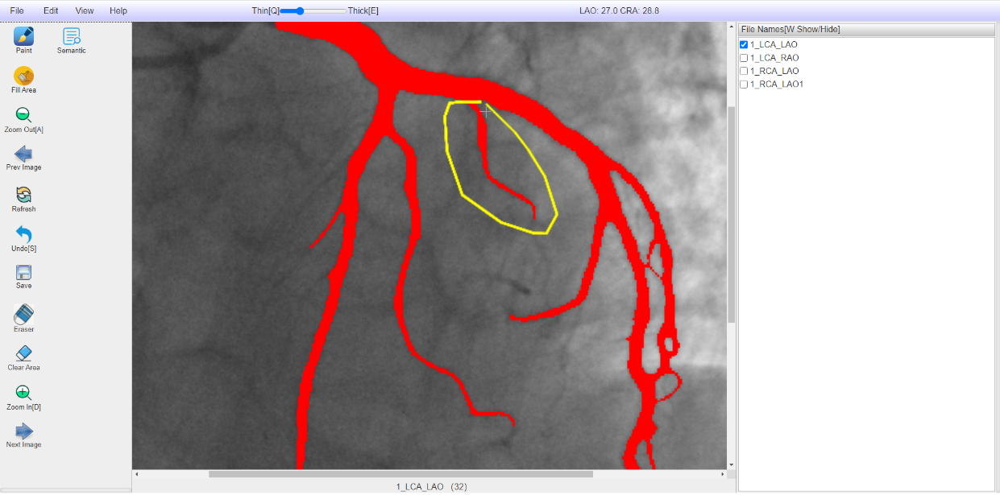 File Edit View Help Thin[Q] Thick[E] LAO: 27.0 CRA: 28.8
Paint Semantic
Fill Area
Zoom Out[A]
Prev Image
Refresh
Undo[S]
Save
Eraser
Clear Area
Zoom In[D]
Next Image
File Names[W Show/Hide]
1_LCA_LAO
1_LCA_RAO
1_RCA_LAO
1_RCA_LAO1
1_LCA_LAO (32)